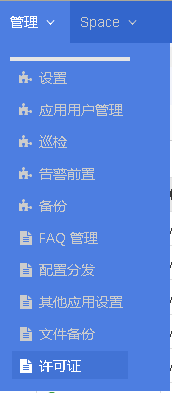 管理 Space
设置
应用用户管理
巡检
告警前置
备份
FAQ 管理
配置分发
其他应用设置
文件备份
许可证